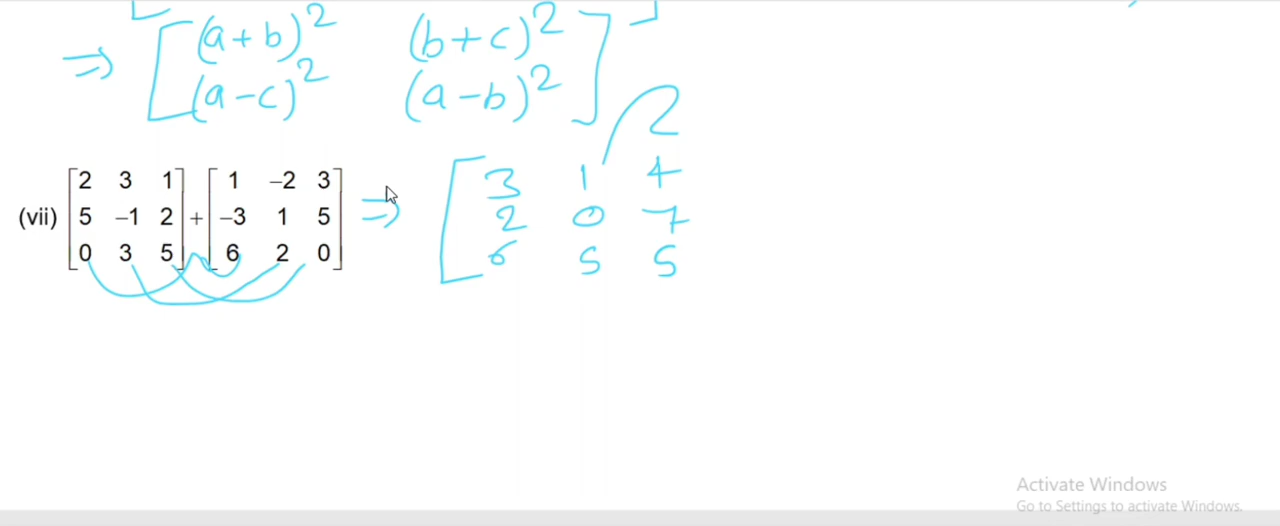 ⇒ [ (a+b)² (b+c)²
(a-c)² (a-b)² ]
2
(vii) [ 2 3 1 ] + [ 1 –2 3 ] ⇒ [ 3 1 4
5 –1 2 –3 1 5 2 0 7
0 3 5 6 2 0 6 5 5
Activate Windows
Go to Settings to activate Windows.